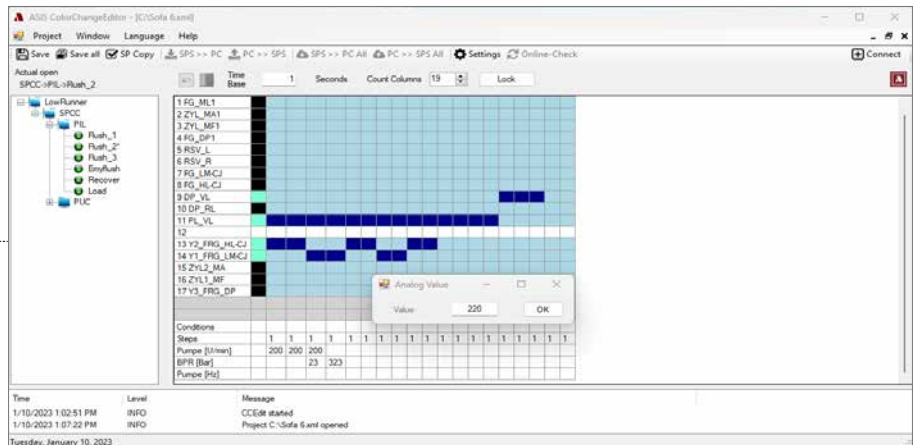 ASIS ColorChangeEditor - [C:\Sofa 6.aml]
Project Window Language Help
Save Save all SP Copy SPS >> PC PC >> SPS SPS >> PC All PC >> SPS All Settings Online-Check Connect
Actual open
SPCC->PIL->Rush_2
Time Base 1 Seconds Count Columns 19 Lock
LowRunner
SPCC
PIL
Rush_1
Rush_2*
Rush_3
Emyflush
Recover
Load
PUC
1 FG_ML1
2 ZYL_MA1
3 ZYL_MF1
4 FG_DP1
5 RSV_L
6 RSV_R
7 FG_LM-CJ
8 FG_HL-CJ
9 DP_VL
10 DP_RL
11 PL_VL
12
13 Y2_FRG_HL-CJ
14 Y1_FRG_LM-CJ
15 ZYL2_MA
16 ZYL1_MF
17 Y3_FRG_DP
Analog Value
Value 220 OK
Conditions
Steps 1 1 1 1 1 1 1 1 1 1 1 1 1 1 1 1 1 1 1 1
Pumpe [U/min] 200 200 200
BPR [Bar] 23 323
Pumpe [Hz]
Time Level Message
1/10/2023 1:02:51 PM INFO CCEdit started
1/10/2023 1:07:22 PM INFO Project C:\Sofa 6.xml opened
Tuesday, January 10, 2023